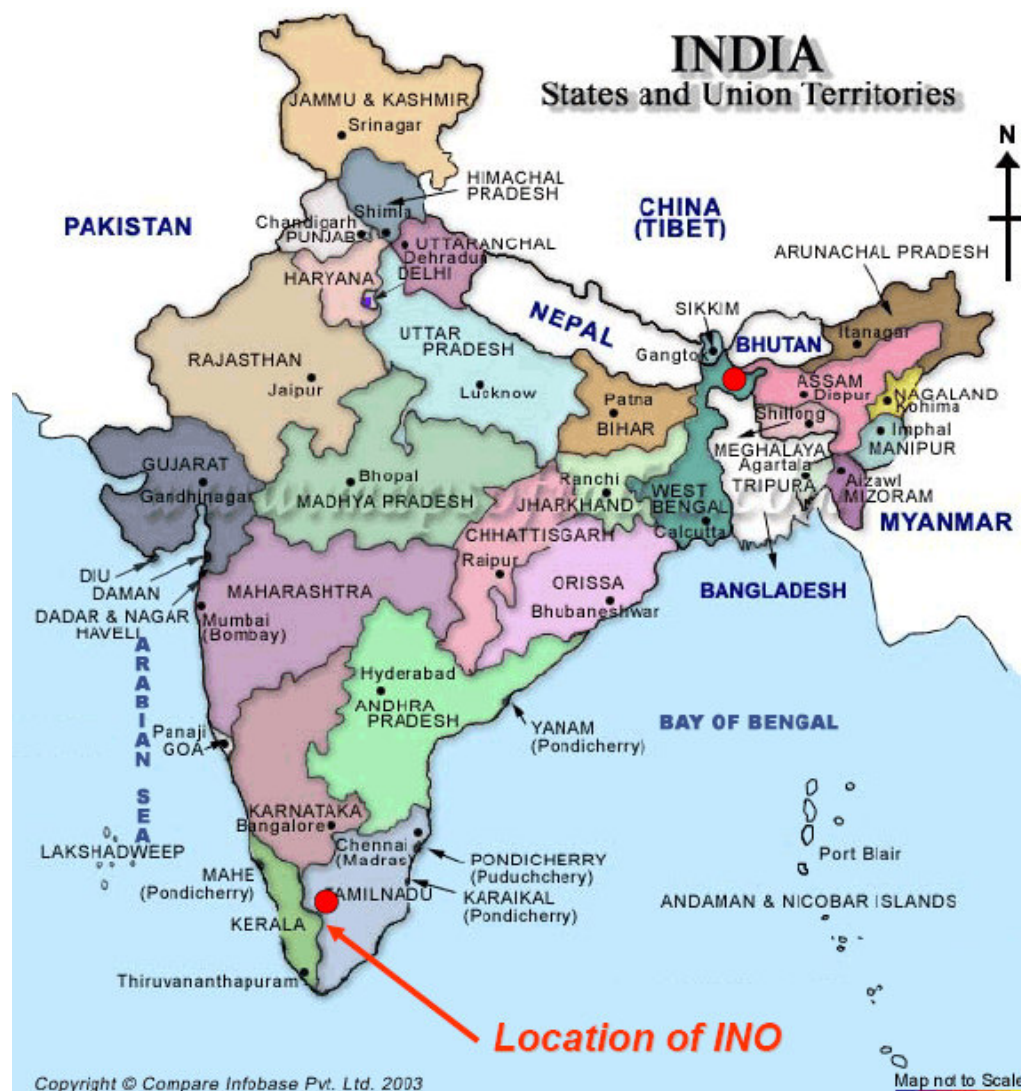 INDIA
States and Union Territories
JAMMU & KASHMIR
Srinagar
N
HIMACHAL
PRADESH
PAKISTAN
Chandigarh
Shimla
PUNJAB
CHINA
(TIBET)
UTTARANCHAL
Dehradun
ARUNACHAL PRADESH
HARYANA
DELHI
SIKKIM
NEPAL
UTTAR
PRADESH
Gangtok
BHUTAN
Itanagar
RAJASTHAN
Jaipur
Lucknow
ASSAM
Dispur
NAGALAND
Kohima
Patna
BIHAR
Shillong
Imphal
MEGHALAYA
MANIPUR
GUJARAT
Gandhinagar
Bhopal
MADHYA PRADESH
Ranchi
JHARKHAND
WEST
BENGAL
Agartala
TRIPURA
Aizawl
MIZORAM
CHHATTISGARH
Calcutta
MYANMAR
Raipur
DIU
DAMAN
DADAR & NAGAR
HAVELI
MAHARASHTRA
ORISSA
Bhubaneshwar
BANGLADESH
Mumbai
(Bombay)
ARABIAN SEA
Hyderabad
ANDHRA
PRADESH
YANAM
(Pondicherry)
BAY OF BENGAL
Panaji
GOA
KARNATAKA
Bangalore
LAKSHADWEEP
Chennai
(Madras)
PONDICHERRY
(Puduchchery)
Port Blair
MAHE
(Pondicherry)
TAMILNADU
KARAIKAL
(Pondicherry)
ANDAMAN & NICOBAR ISLANDS
KERALA
Thiruvananthapuram
Location of INO
Copyright © Compare Infobase Pvt. Ltd. 2003
Map not to Scale